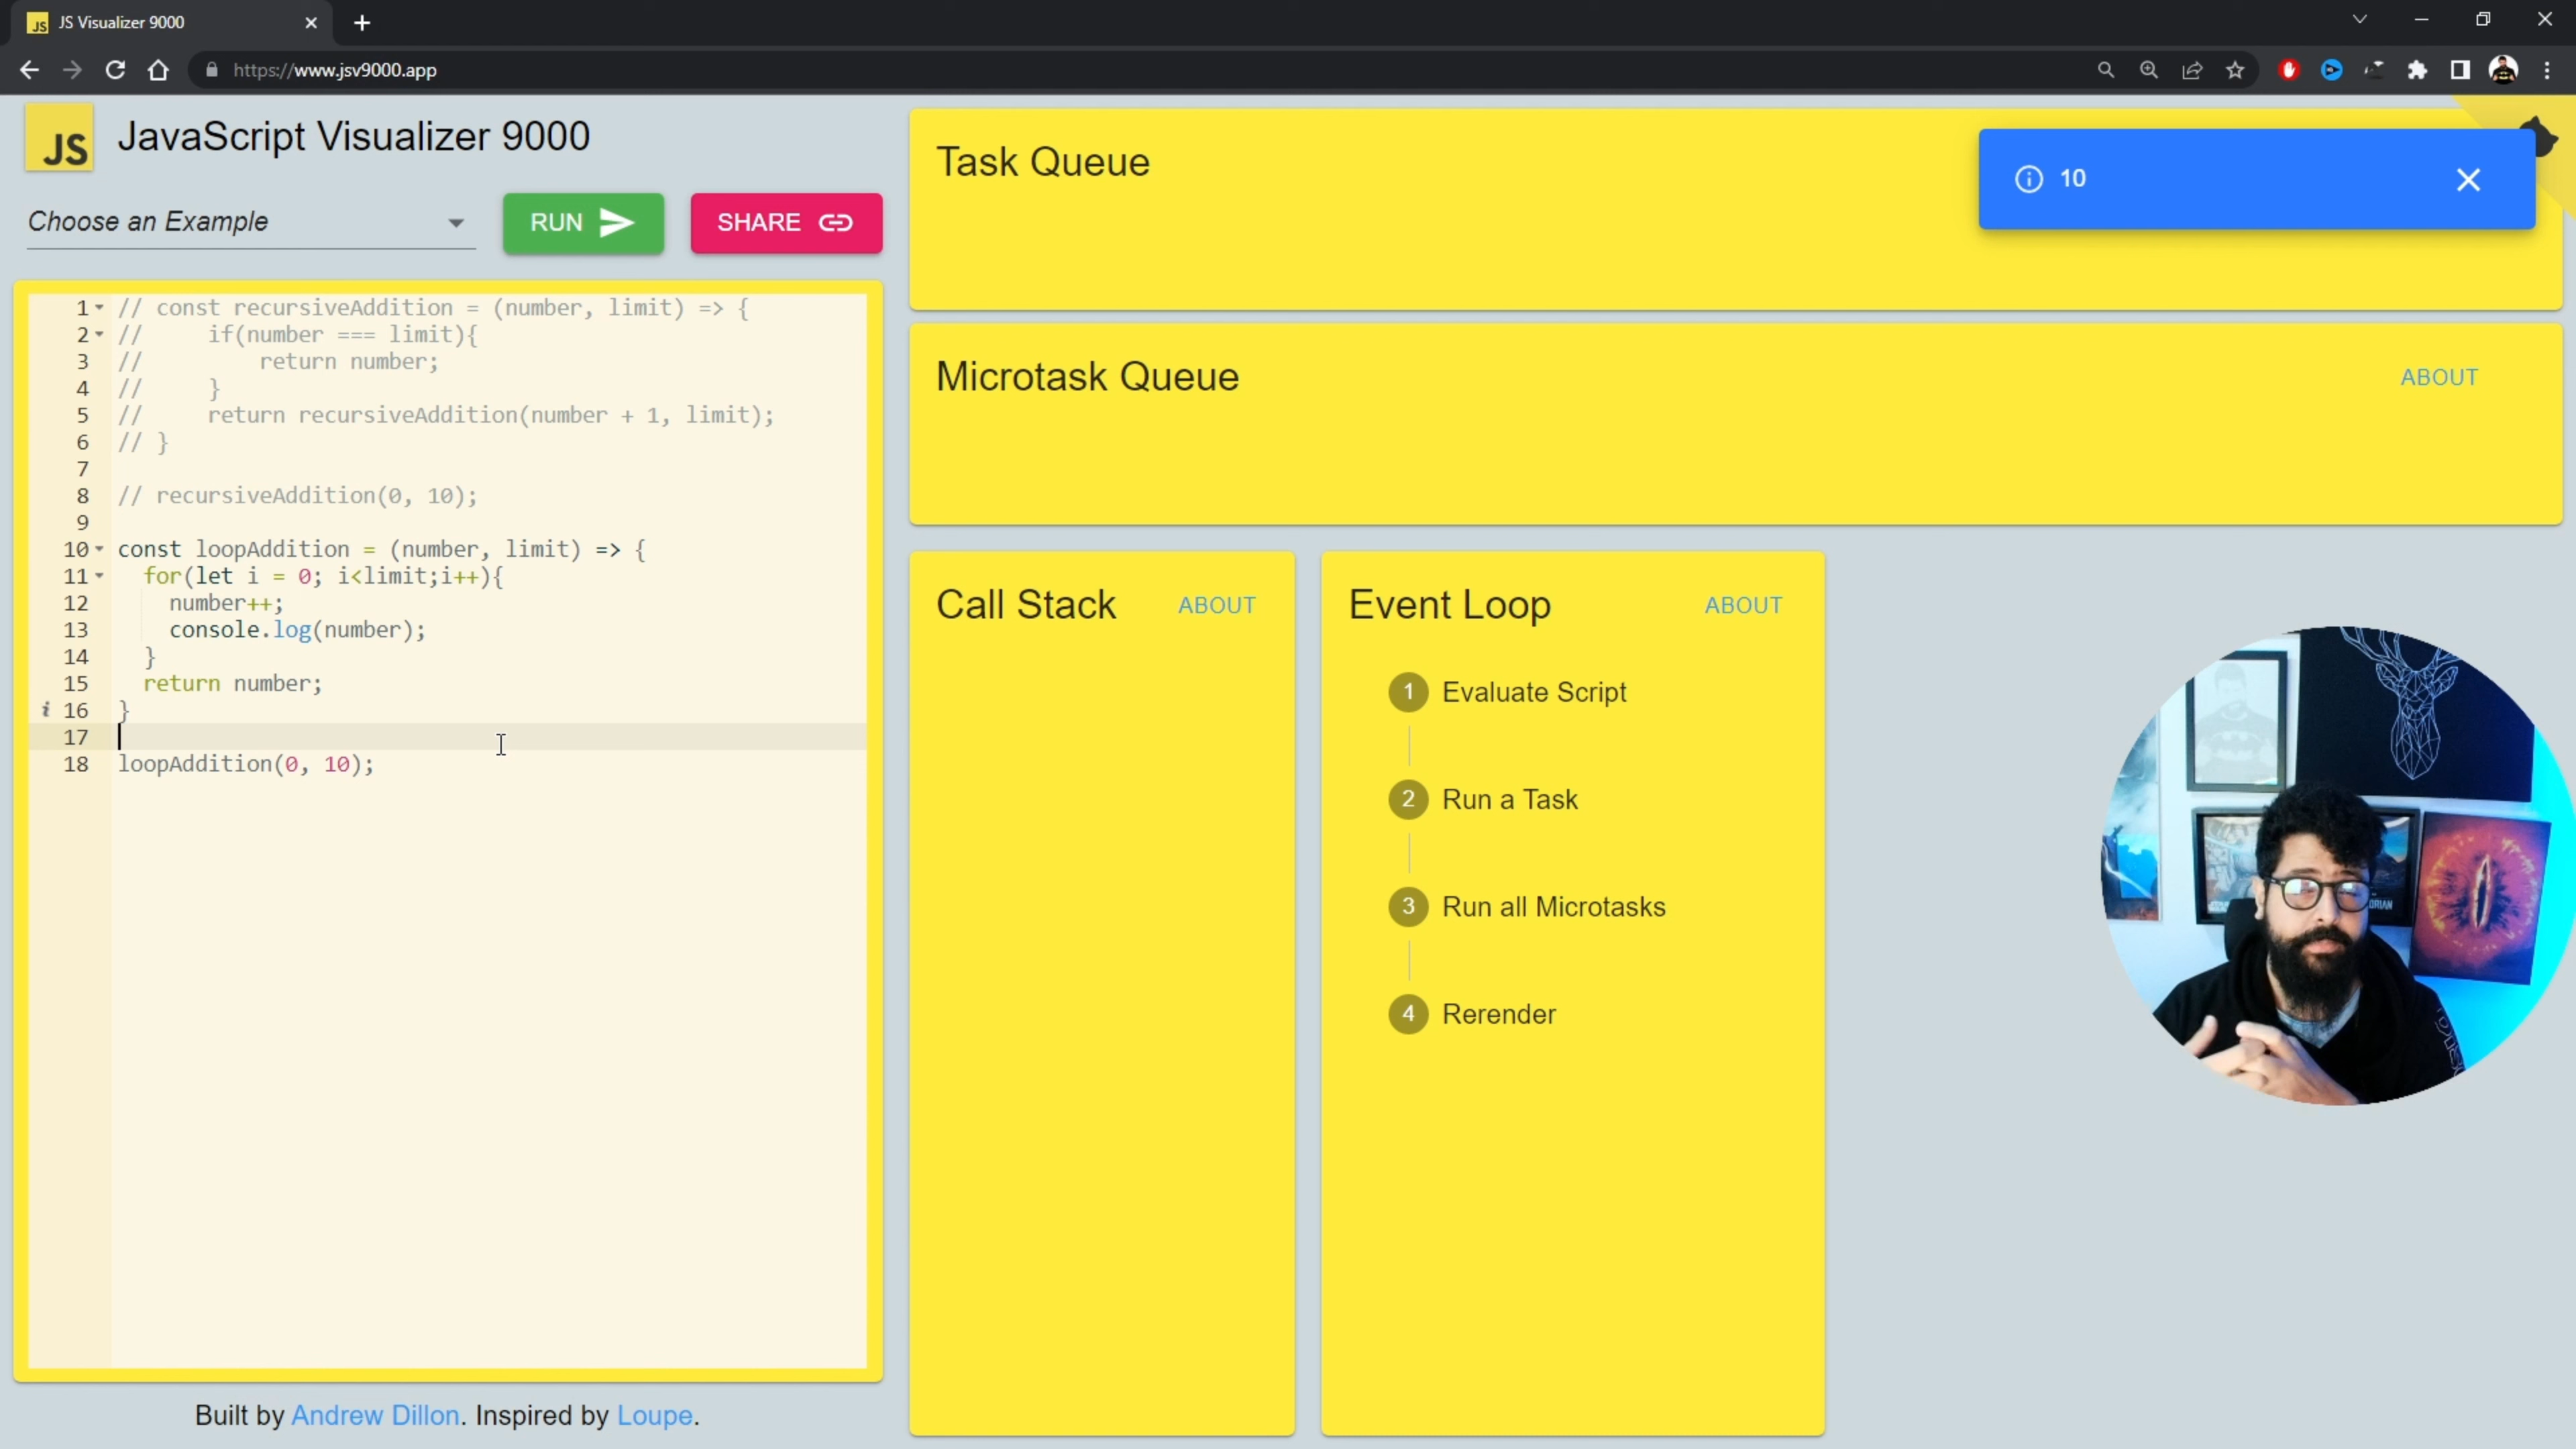 JS Visualizer 9000
https://www.jsv9000.app
JS
JavaScript Visualizer 9000
Choose an Example
RUN
SHARE
1 // const recursiveAddition = (number, limit) => {
2 //     if(number === limit){
3 //         return number;
4 //     }
5 //     return recursiveAddition(number + 1, limit);
6 // }
7
8 // recursiveAddition(0, 10);
9
10 const loopAddition = (number, limit) => {
11   for(let i = 0; i<limit;i++){
12     number++;
13     console.log(number);
14   }
15   return number;
i 16 }
17
18 loopAddition(0, 10);
Built by Andrew Dillon. Inspired by Loupe.
Task Queue
10
Microtask Queue
ABOUT
Call Stack
ABOUT
Event Loop
ABOUT
1 Evaluate Script
2 Run a Task
3 Run all Microtasks
4 Rerender